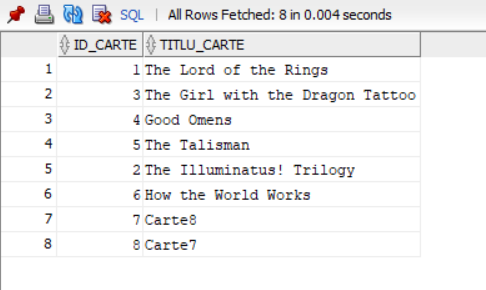 SQL | All Rows Fetched: 8 in 0.004 seconds
ID_CARTE TITLU_CARTE
1 1 The Lord of the Rings
2 3 The Girl with the Dragon Tattoo
3 4 Good Omens
4 5 The Talisman
5 2 The Illuminatus! Trilogy
6 6 How the World Works
7 7 Carte8
8 8 Carte7